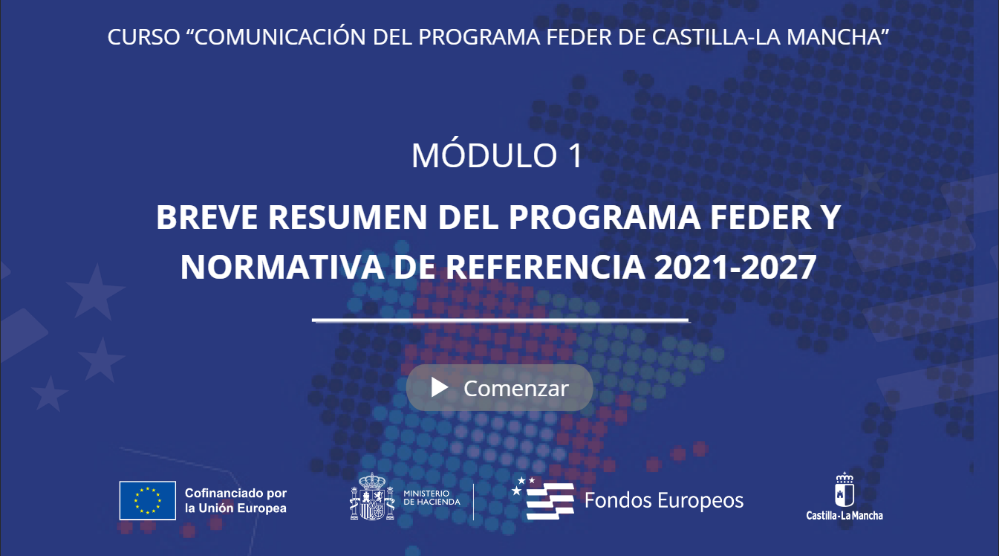 CURSO “COMUNICACIÓN DEL PROGRAMA FEDER DE CASTILLA-LA MANCHA”
MÓDULO 1
BREVE RESUMEN DEL PROGRAMA FEDER Y
NORMATIVA DE REFERENCIA 2021-2027
Comenzar
Cofinanciado por
la Unión Europea
MINISTERIO
DE HACIENDA
Fondos Europeos
Castilla-La Mancha